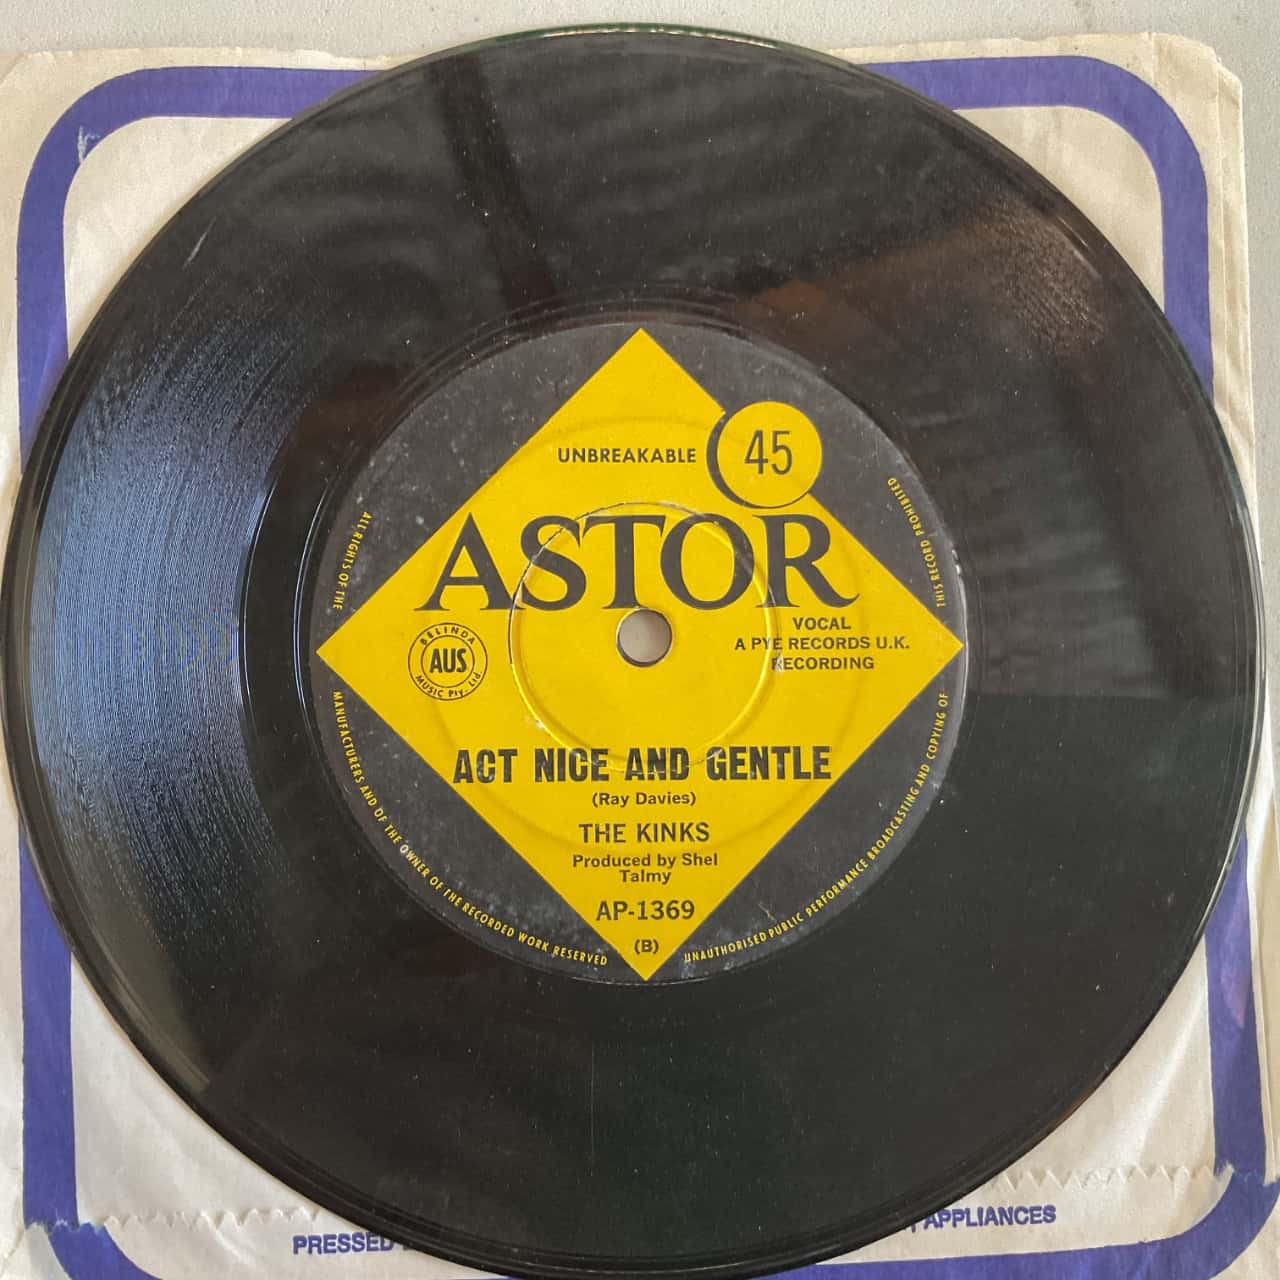 UNBREAKABLE
45
ASTOR
BELINDA
AUS
MUSIC Pty. Ltd
VOCAL
A PYE RECORDS U.K.
RECORDING
ACT NICE AND GENTLE
(Ray Davies)
THE KINKS
Produced by Shel
Talmy
AP-1369
(B)
ALL RIGHTS OF THE
MANUFACTURERS AND OF THE OWNER OF THE RECORDED WORK RESERVED
UNAUTHORISED PUBLIC PERFORMANCE BROADCASTING AND COPYING OF
THIS RECORD PROHIBITED
PRESSED
APPLIANCES